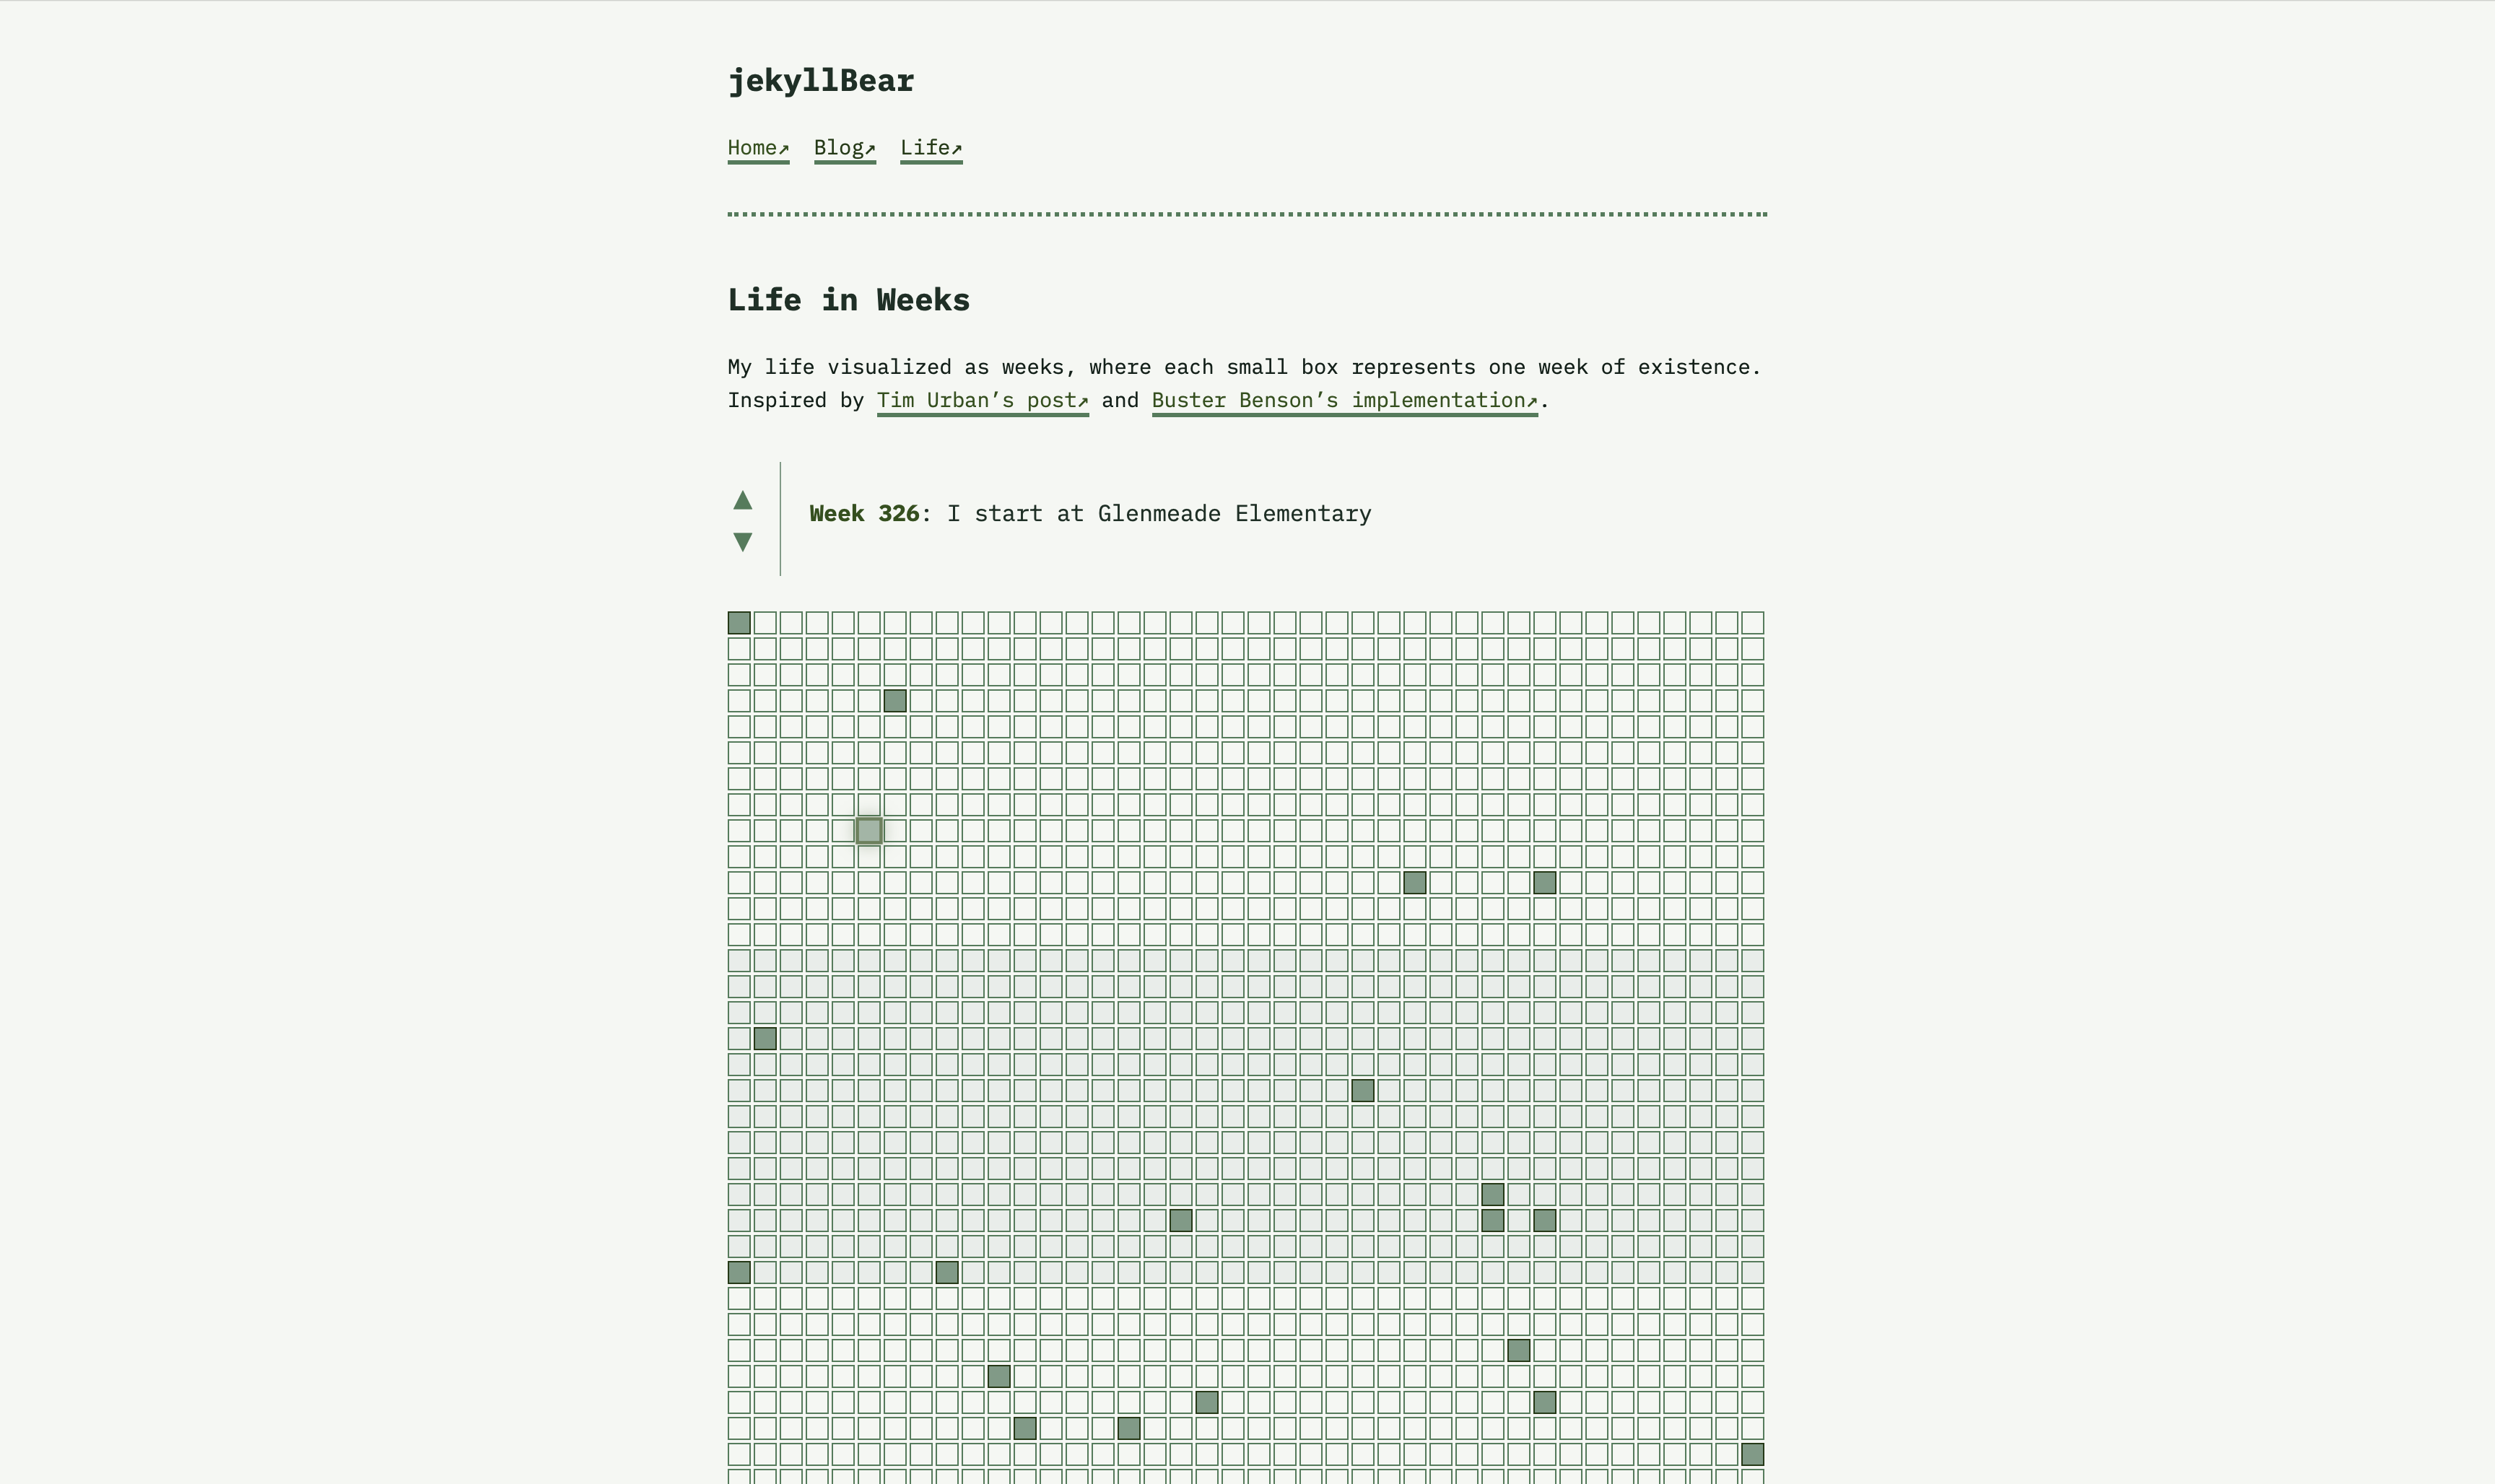 jekyllBear
Home↗ Blog↗ Life↗
Life in Weeks
My life visualized as weeks, where each small box represents one week of existence.
Inspired by Tim Urban’s post↗ and Buster Benson’s implementation↗.
▲
▼
Week 326: I start at Glenmeade Elementary